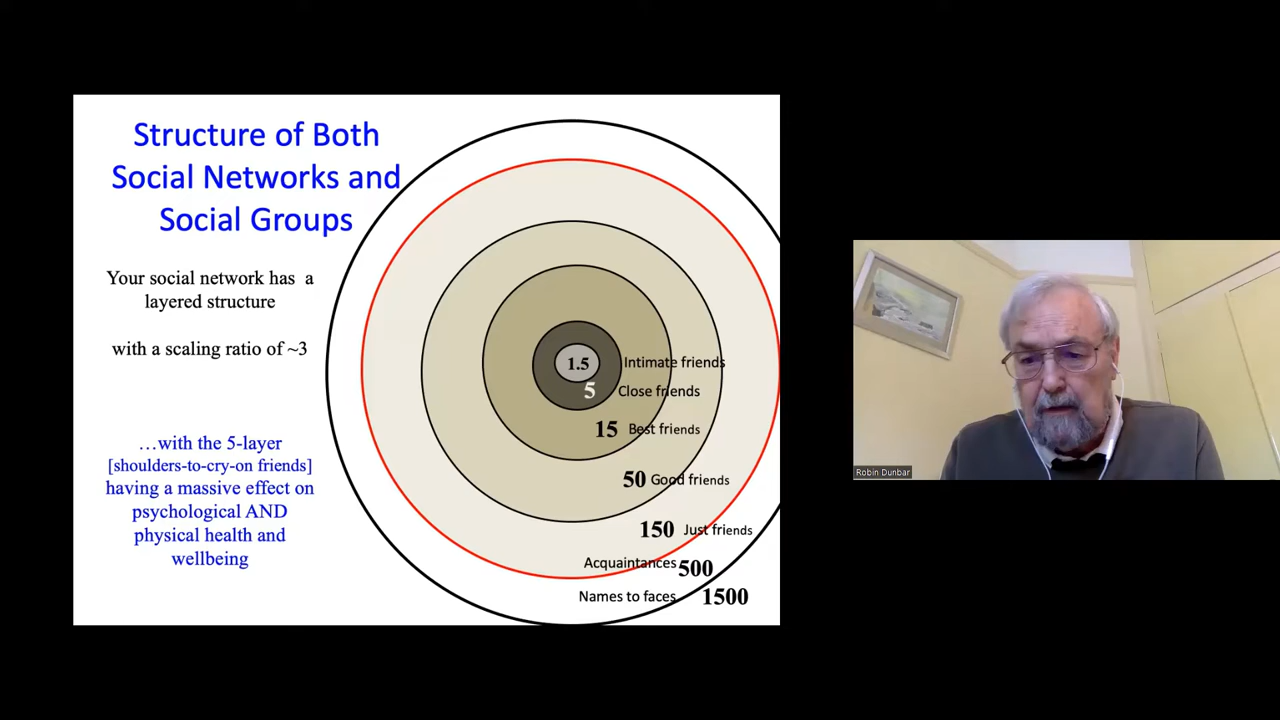 Structure of Both
Social Networks and
Social Groups
Your social network has a
layered structure
with a scaling ratio of ~3
…with the 5-layer
[shoulders-to-cry-on friends]
having a massive effect on
psychological AND
physical health and
wellbeing
1.5 Intimate friends
5 Close friends
15 Best friends
50 Good friends
150 Just friends
Acquaintances 500
Names to faces 1500
Robin Dunbar